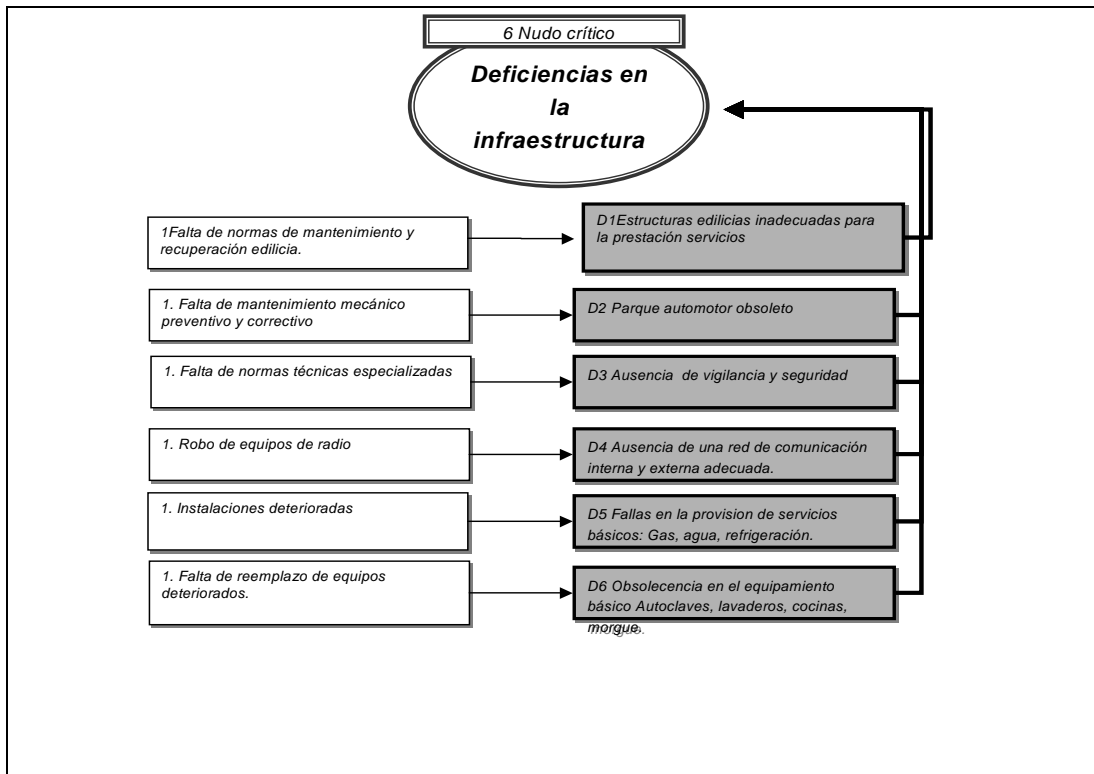 6 Nudo crítico
Deficiencias en
la
infraestructura
1Falta de normas de mantenimiento y
recuperación edilicia.
D1Estructuras edilicias inadecuadas para
la prestación servicios
1. Falta de mantenimiento mecánico
preventivo y correctivo
D2 Parque automotor obsoleto
1. Falta de normas técnicas especializadas
D3 Ausencia de vigilancia y seguridad
1. Robo de equipos de radio
D4 Ausencia de una red de comunicación
interna y externa adecuada.
1. Instalaciones deterioradas
D5 Fallas en la provision de servicios
básicos: Gas, agua, refrigeración.
1. Falta de reemplazo de equipos
deteriorados.
D6 Obsolecencia en el equipamiento
básico Autoclaves, lavaderos, cocinas,
morgue.